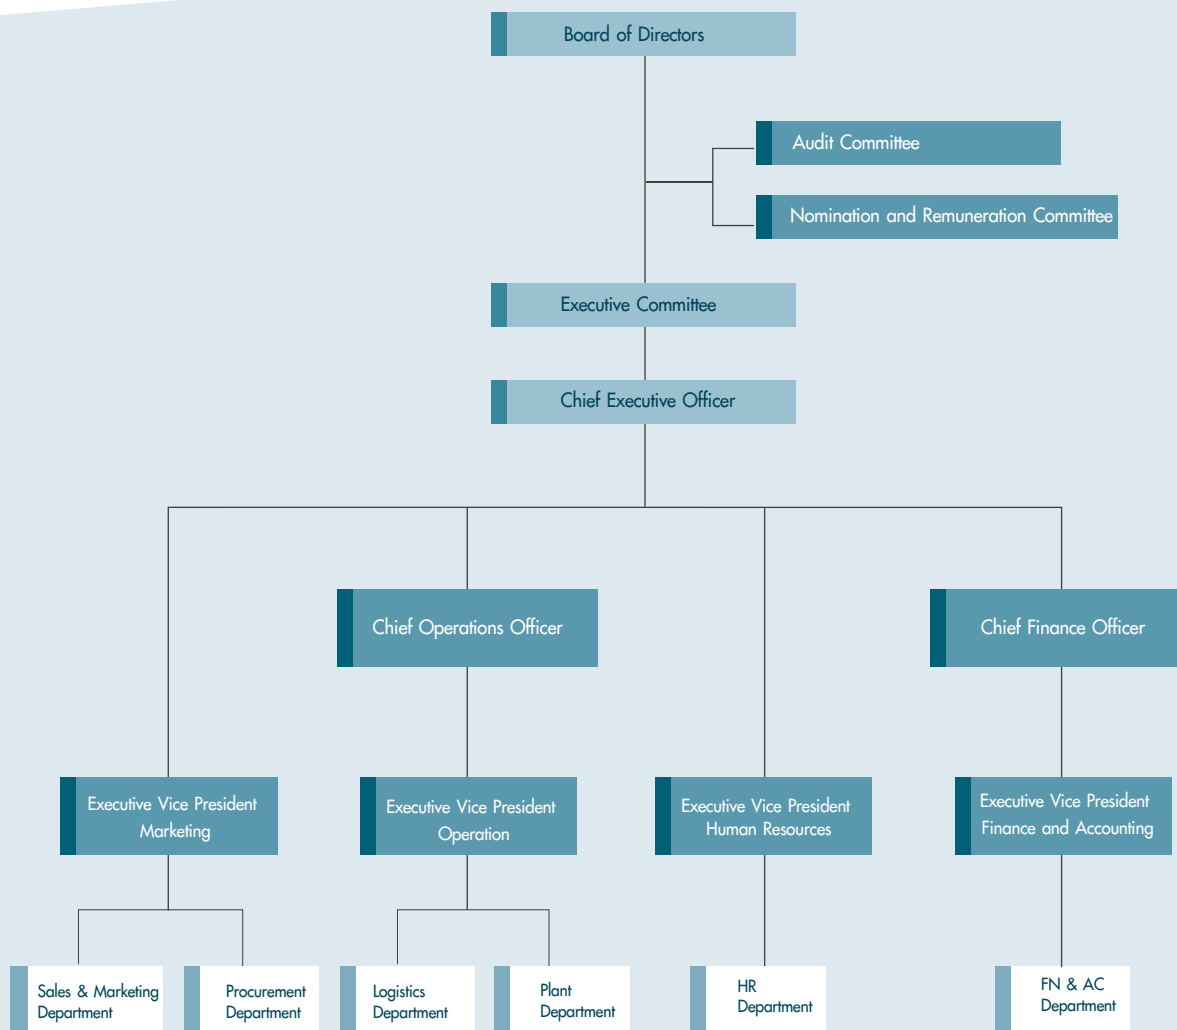 Board of Directors
Audit Committee
Nomination and Remuneration Committee
Executive Committee
Chief Executive Officer
Chief Operations Officer
Chief Finance Officer
Executive Vice President
Marketing
Executive Vice President
Operation
Executive Vice President
Human Resources
Executive Vice President
Finance and Accounting
Sales & Marketing
Department
Procurement
Department
Logistics
Department
Plant
Department
HR
Department
FN & AC
Department